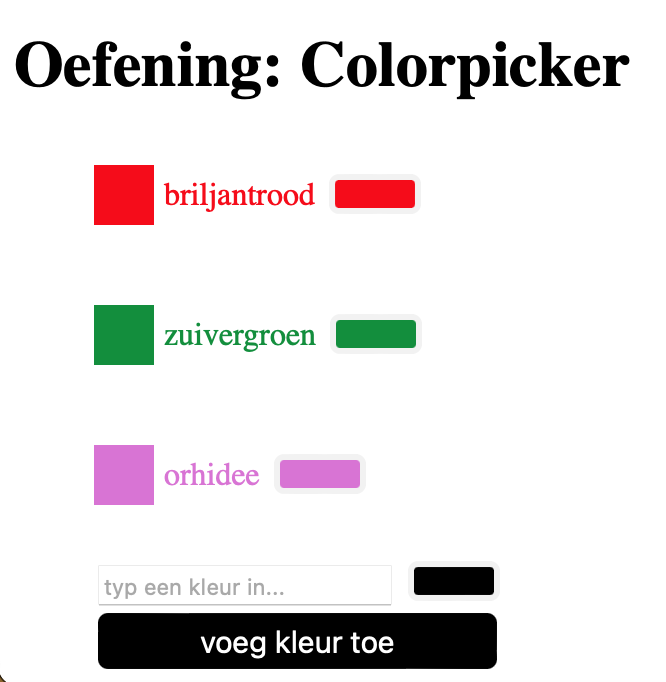 Oefening: Colorpicker
briljantrood
zuivergroen
orhidee
typ een kleur in...
voeg kleur toe